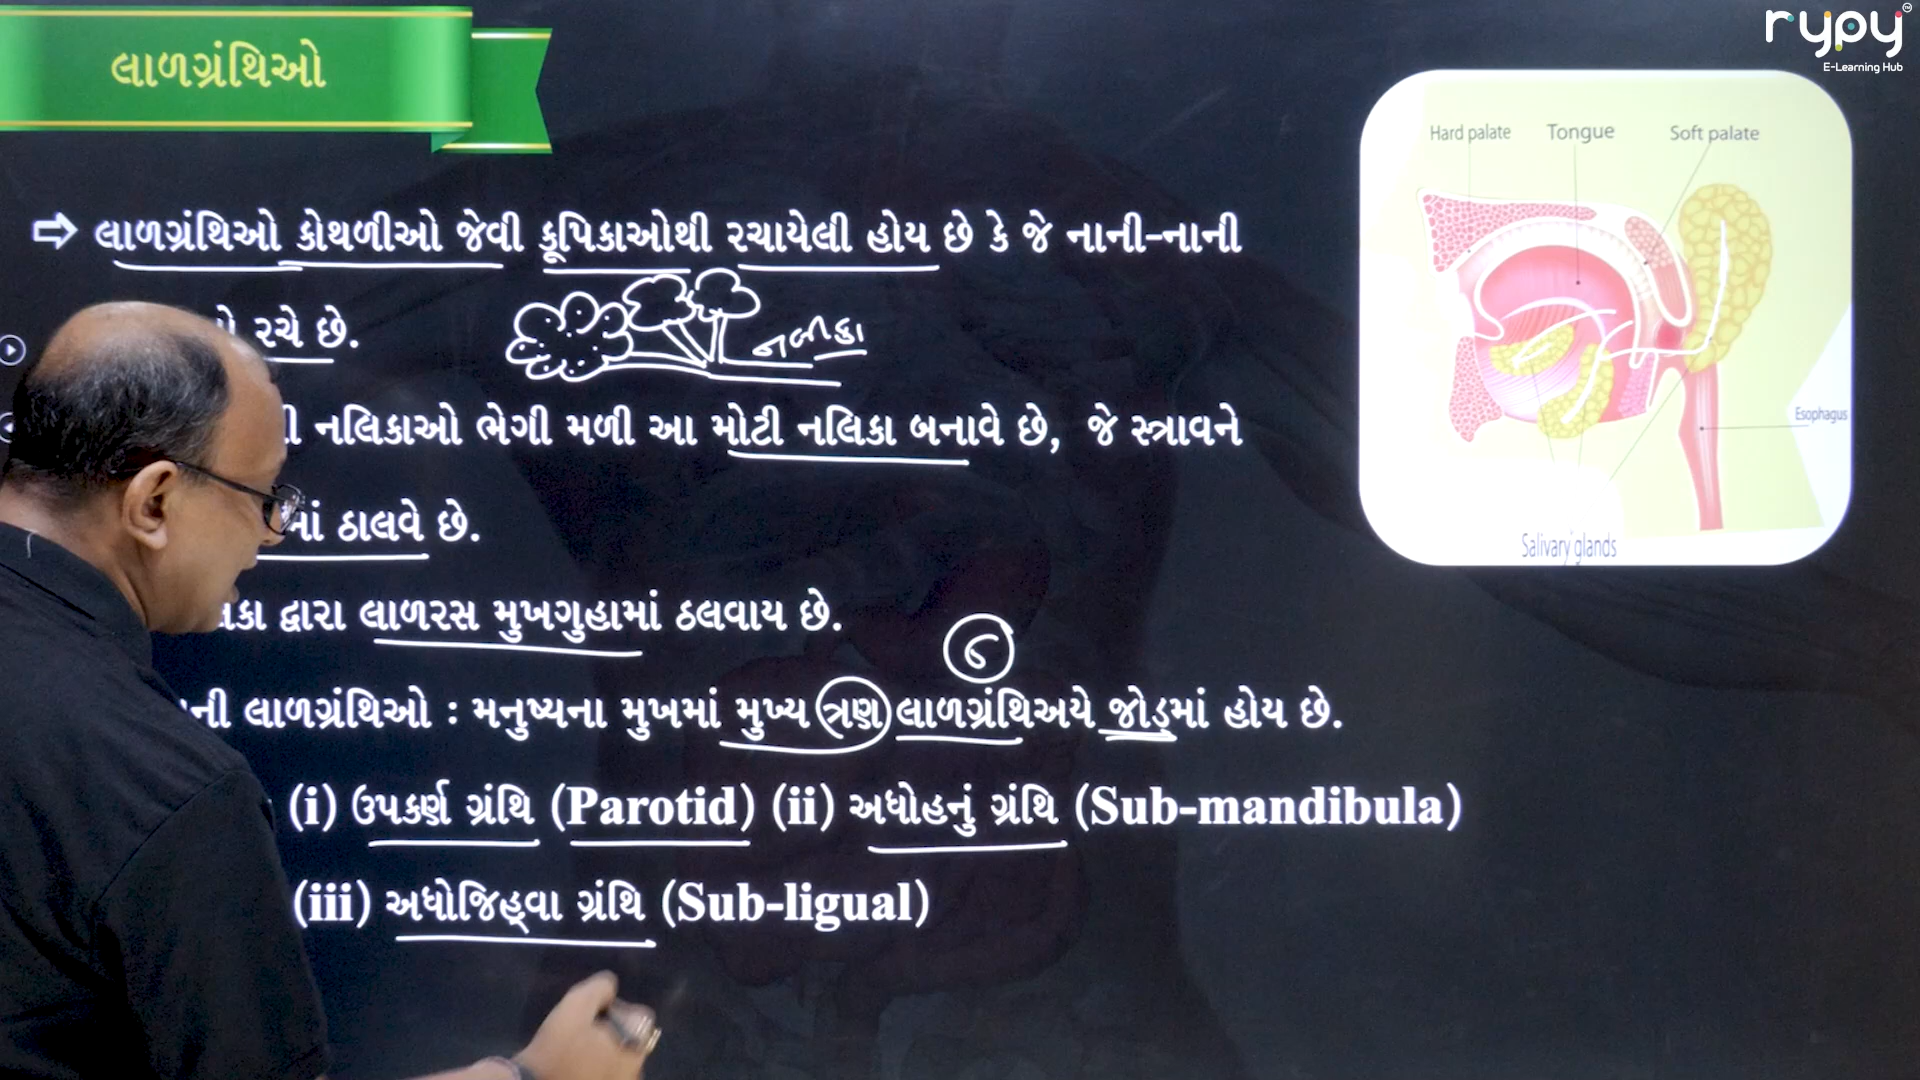 rypy
E-Learning Hub
લાળગ્રંથિઓ
લાળગ્રંથિઓ કોથળીઓ જેવી કૂપિકાઓથી રચાયેલી હોય છે કે જે નાની-નાની
રચે છે.
નલિકા
નલિકાઓ ભેગી મળી આ મોટી નલિકા બનાવે છે, જે સ્ત્રાવને
ઠાલવે છે.
દ્વારા લાળરસ મુખગુહામાં ઠલવાય છે.
૬
લાળગ્રંથિઓ : મનુષ્યના મુખમાં મુખ્ય ત્રણ લાળગ્રંથિઅયે જોડમાં હોય છે.
(i) ઉપકર્ણ ગ્રંથિ (Parotid) (ii) અધોહનું ગ્રંથિ (Sub-mandibula)
(iii) અધોજિહ્વા ગ્રંથિ (Sub-ligual)
Hard palate Tongue Soft palate
Esophagus
Salivary glands